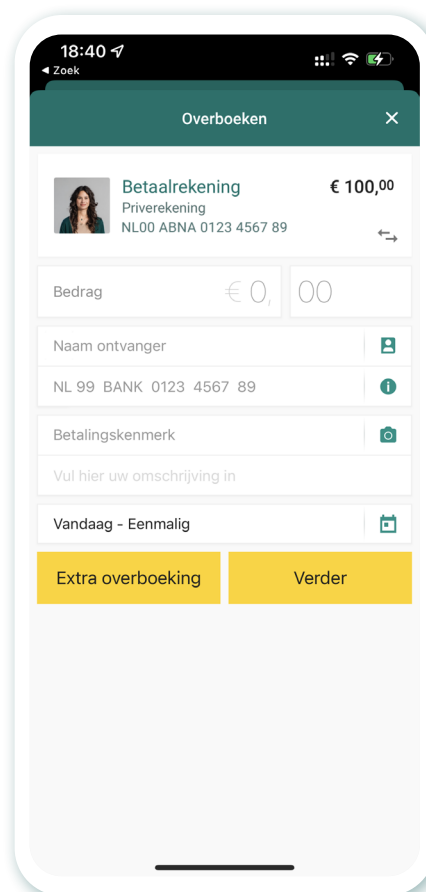 18:40
◀ Zoek
Overboeken
Betaalrekening € 100,00
Priverekening
NL00 ABNA 0123 4567 89
Bedrag € 0, 00
Naam ontvanger
NL 99 BANK 0123 4567 89
Betalingskenmerk
Vul hier uw omschrijving in
Vandaag - Eenmalig
Extra overboeking Verder